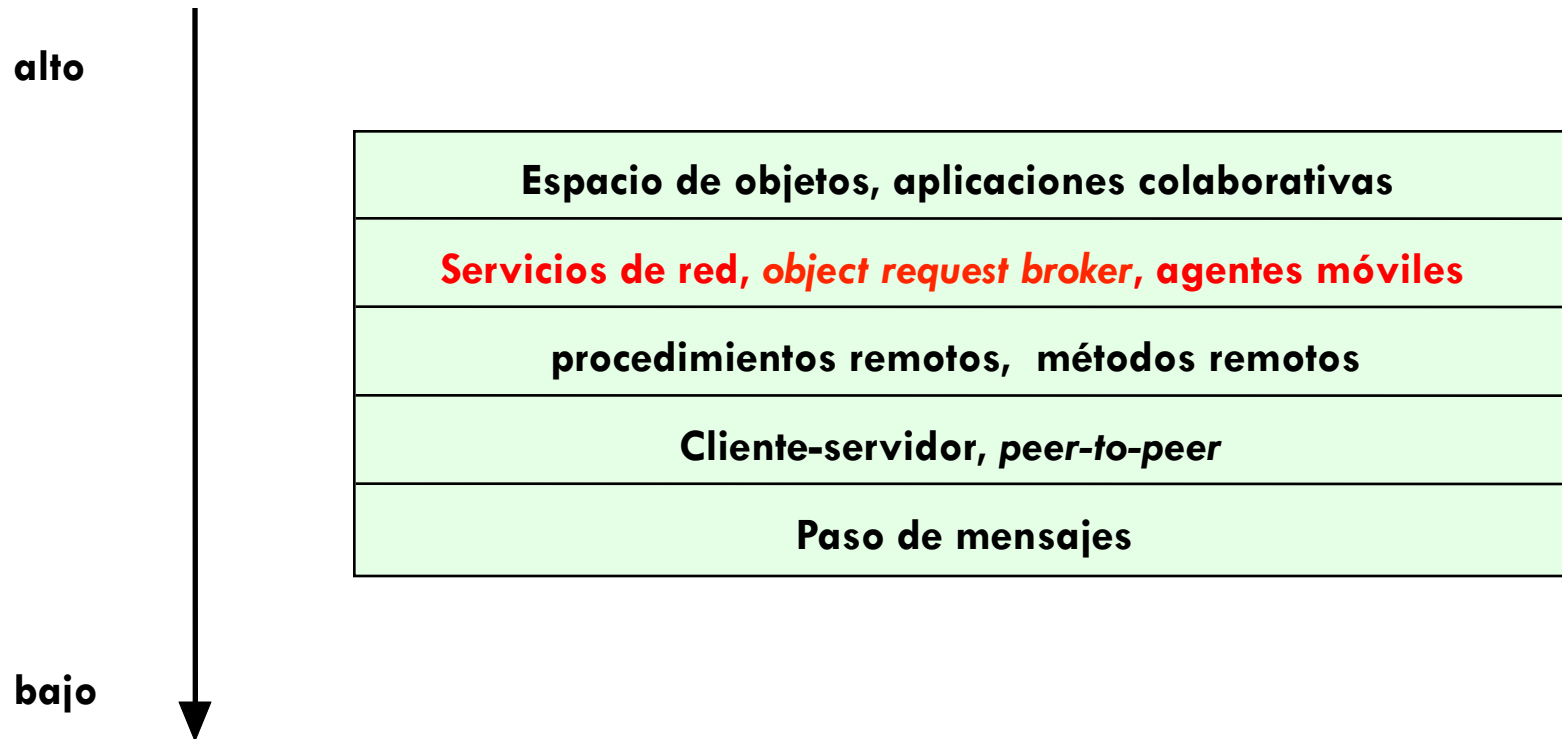 alto
Espacio de objetos, aplicaciones colaborativas
Servicios de red, object request broker, agentes móviles
procedimientos remotos, métodos remotos
Cliente-servidor, peer-to-peer
Paso de mensajes
bajo